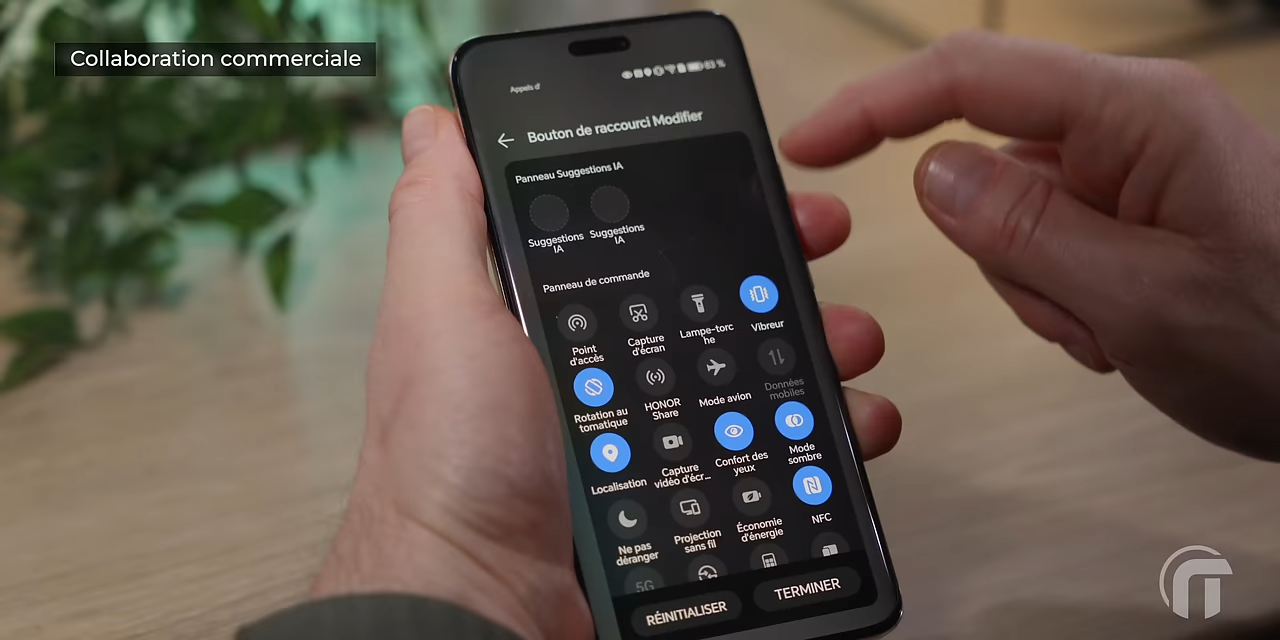 Collaboration commerciale
Appels d'
83 %
Bouton de raccourci Modifier
Panneau Suggestions IA
Suggestions
IA
Suggestions
IA
Panneau de commande
Point
d'accès
Capture
d'écran
Lampe-torc
he
Vibreur
Rotation au
tomatique
HONOR
Share
Mode avion
Données
mobiles
Localisation
Capture
vidéo d'écr...
Confort des
yeux
Mode
sombre
Ne pas
déranger
Projection
sans fil
Économie
d'énergie
NFC
5G
RÉINITIALISER
TERMINER